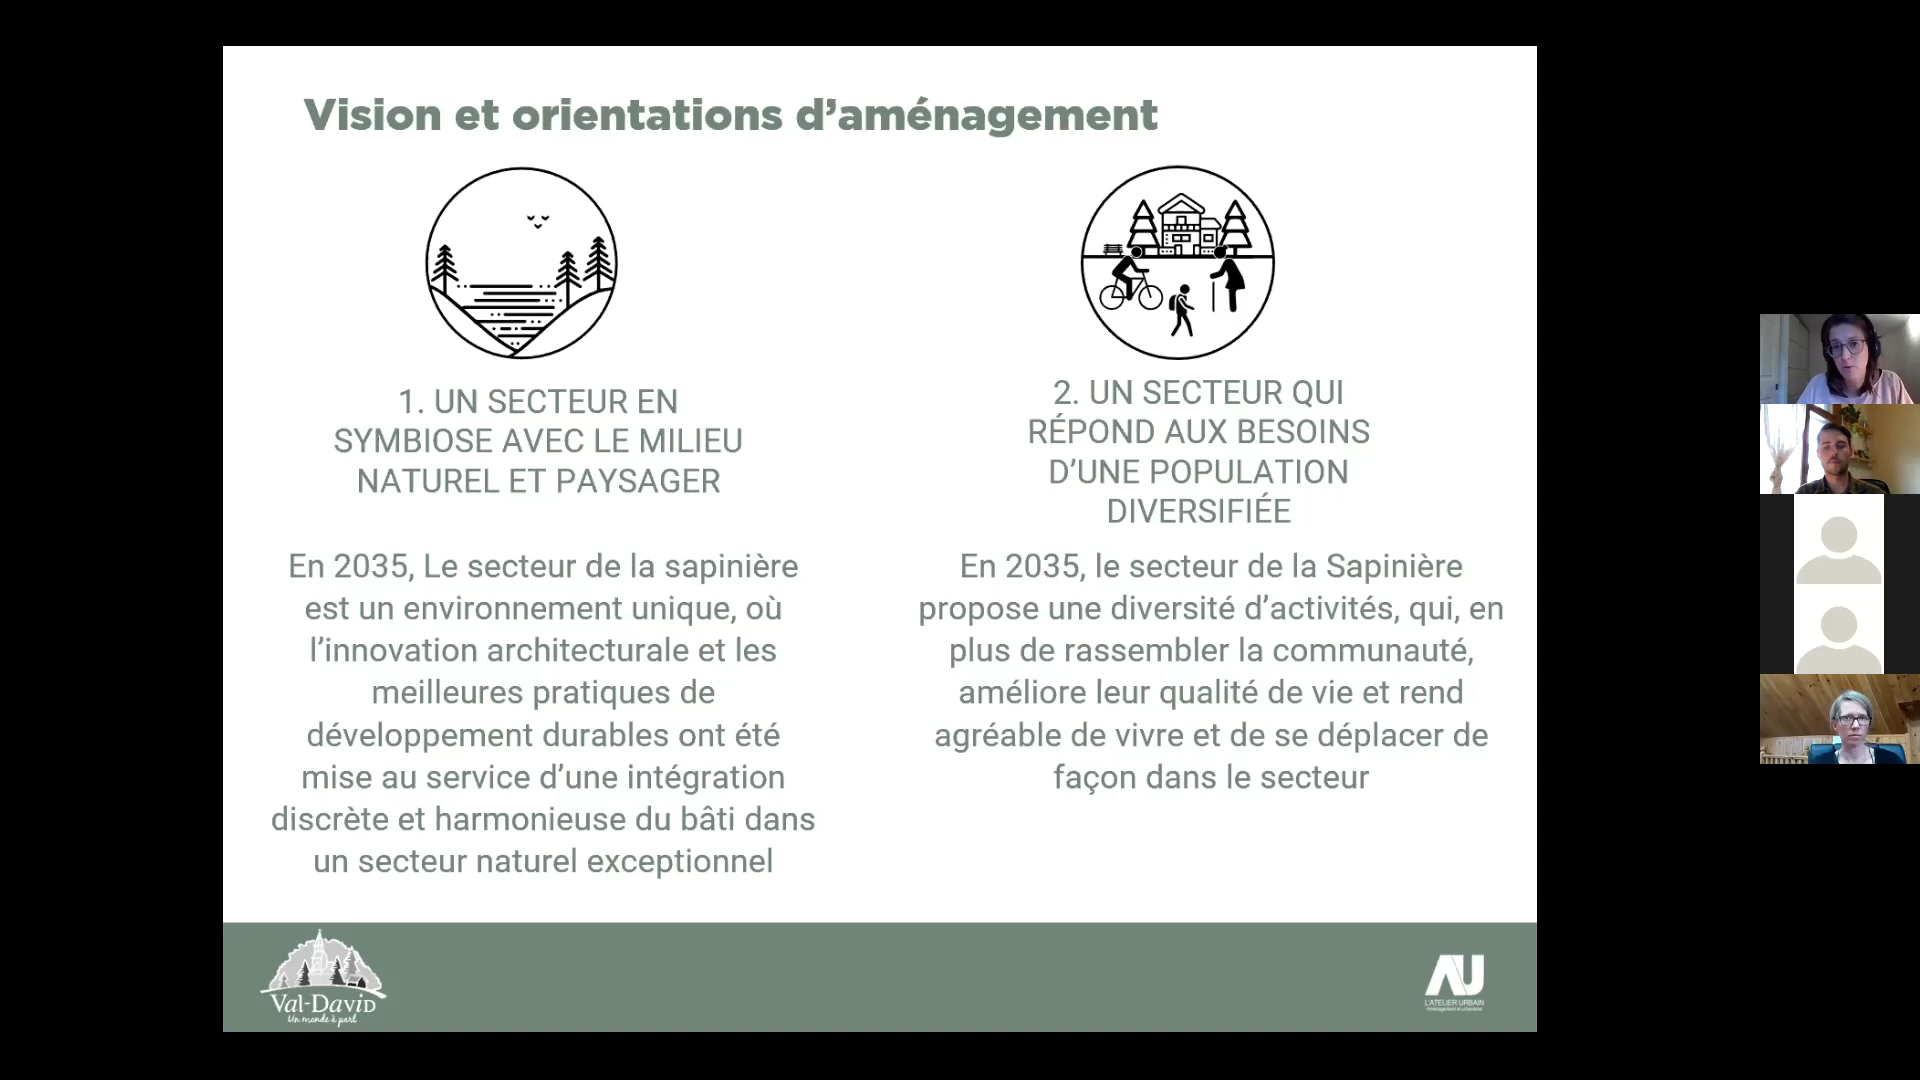 Vision et orientations d’aménagement
1. UN SECTEUR EN
SYMBIOSE AVEC LE MILIEU
NATUREL ET PAYSAGER
En 2035, Le secteur de la sapinière
est un environnement unique, où
l’innovation architecturale et les
meilleures pratiques de
développement durables ont été
mise au service d’une intégration
discrète et harmonieuse du bâti dans
un secteur naturel exceptionnel
2. UN SECTEUR QUI
RÉPOND AUX BESOINS
D’UNE POPULATION
DIVERSIFIÉE
En 2035, le secteur de la Sapinière
propose une diversité d’activités, qui, en
plus de rassembler la communauté,
améliore leur qualité de vie et rend
agréable de vivre et de se déplacer de
façon dans le secteur
Val-David
Un monde à part
AU
L'ATELIER URBAIN
Aménagement et urbanisme